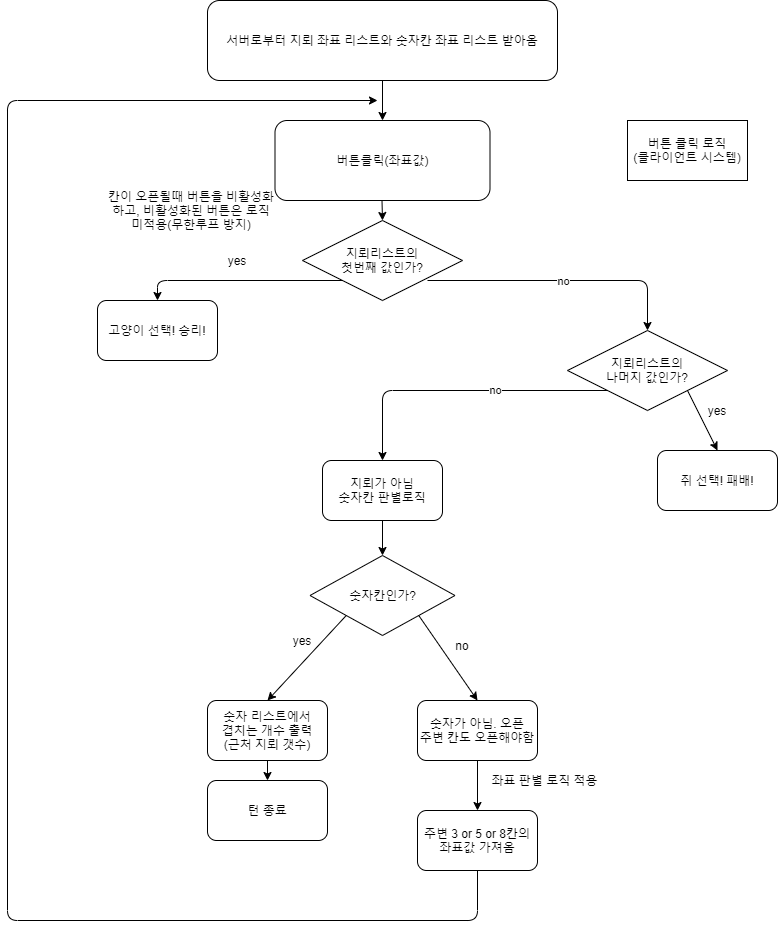 서버로부터 지뢰 좌표 리스트와 숫자칸 좌표 리스트 받아옴
버튼 클릭 로직
(클라이언트 시스템)
버튼클릭(좌표값)
칸이 오픈될때 버튼을 비활성화
하고, 비활성화된 버튼은 로직
미적용(무한루프 방지)
지뢰리스트의
첫번째 값인가?
yes
no
고양이 선택! 승리!
지뢰리스트의
나머지 값인가?
no
yes
지뢰가 아님
숫자칸 판별로직
쥐 선택! 패배!
숫자칸인가?
yes
no
숫자 리스트에서
겹치는 개수 출력
(근처 지뢰 갯수)
숫자가 아님. 오픈
주변 칸도 오픈해야함
좌표 판별 로직 적용
턴 종료
주변 3 or 5 or 8칸의
좌표값 가져옴